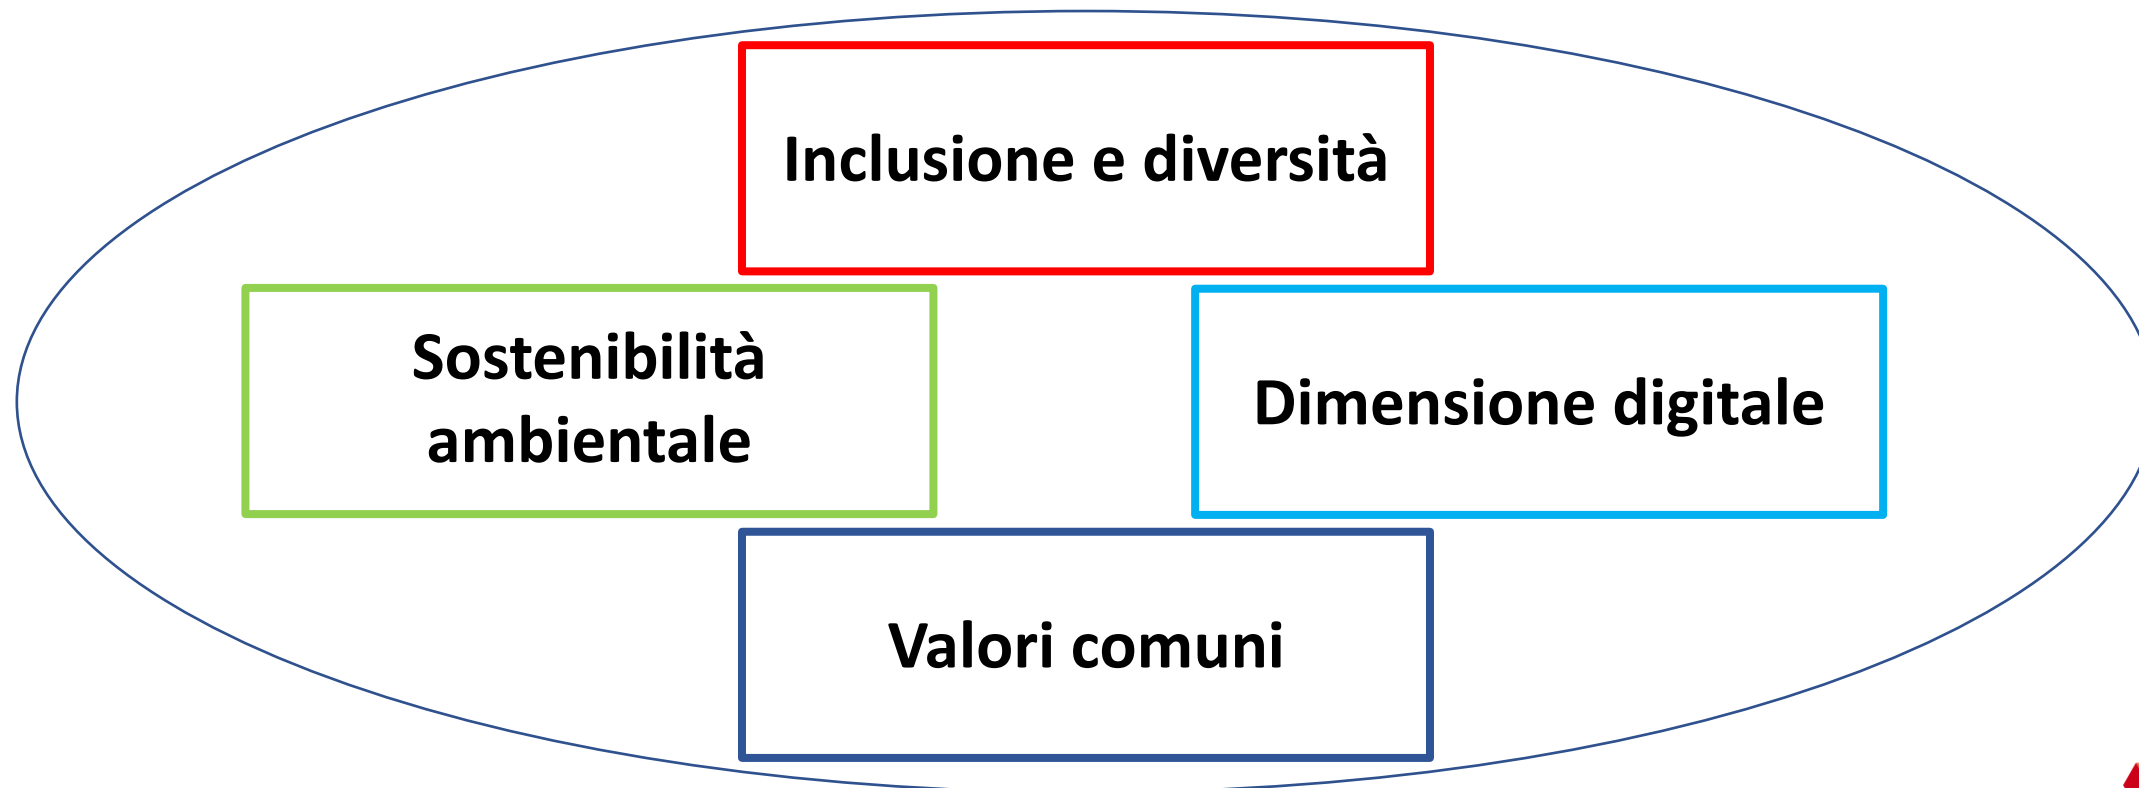 Inclusione e diversità
Sostenibilità
ambientale
Dimensione digitale
Valori comuni